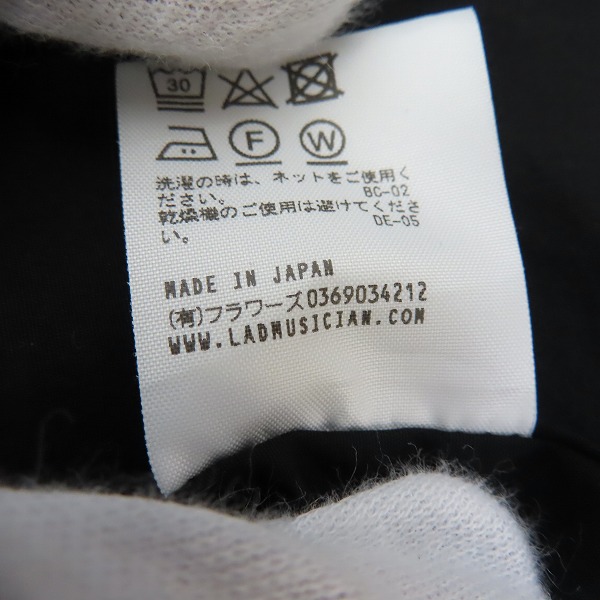 30
F W
洗濯の時は、ネットをご使用く
ださい。 BC-02
乾燥機のご使用は避けてくださ
い。 DE-05
MADE IN JAPAN
(有)フラワーズ0369034212
WWW.LADMUSICIAN.COM